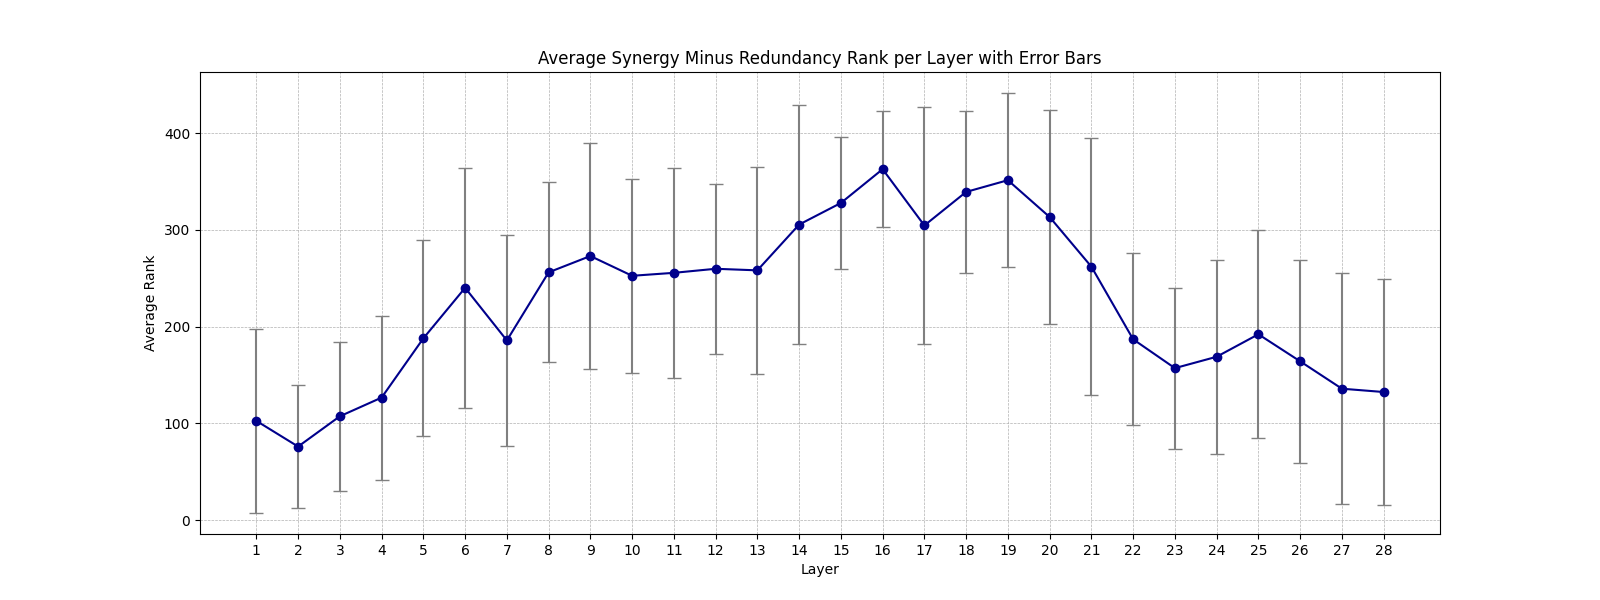 Average Synergy Minus Redundancy Rank per Layer with Error Bars
Average Rank
400
300
200
100
0
1 2 3 4 5 6 7 8 9 10 11 12 13 14 15 16 17 18 19 20 21 22 23 24 25 26 27 28
Layer